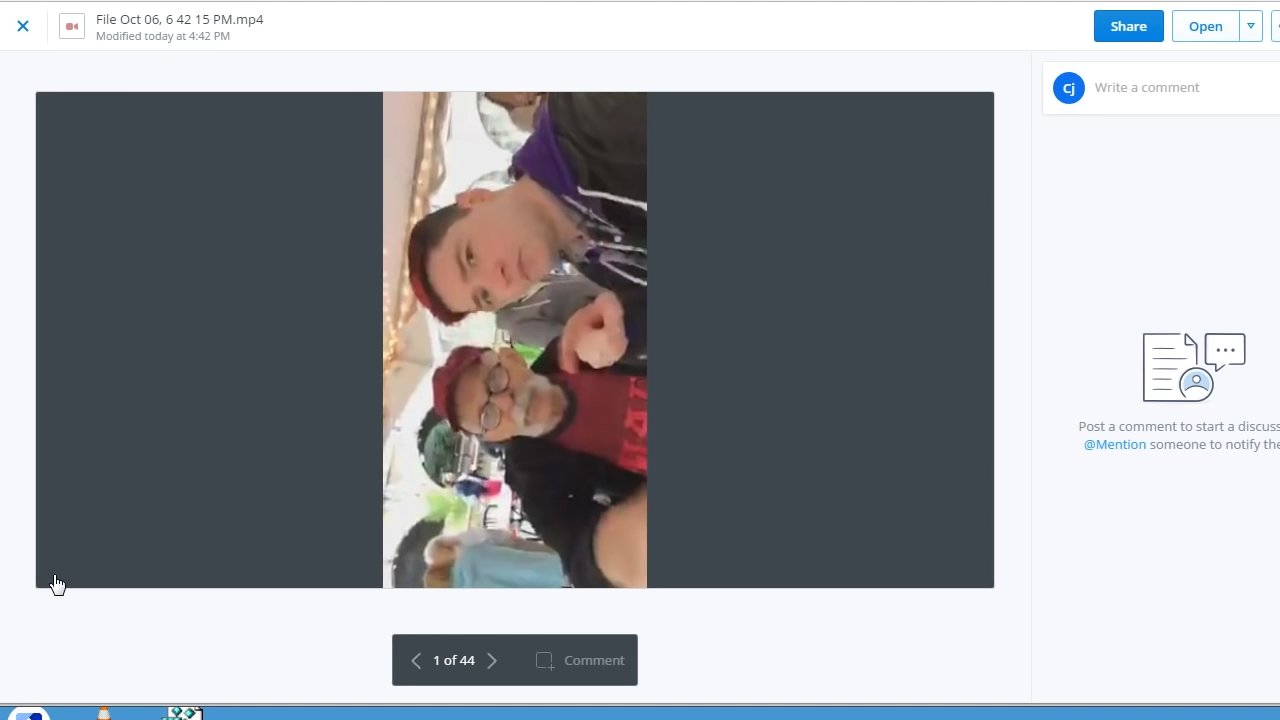 File Oct 06, 6 42 15 PM.mp4
Modified today at 4:42 PM
Share
Open
Cj
Write a comment
Post a comment to start a discuss
@Mention someone to notify the
1 of 44
Comment